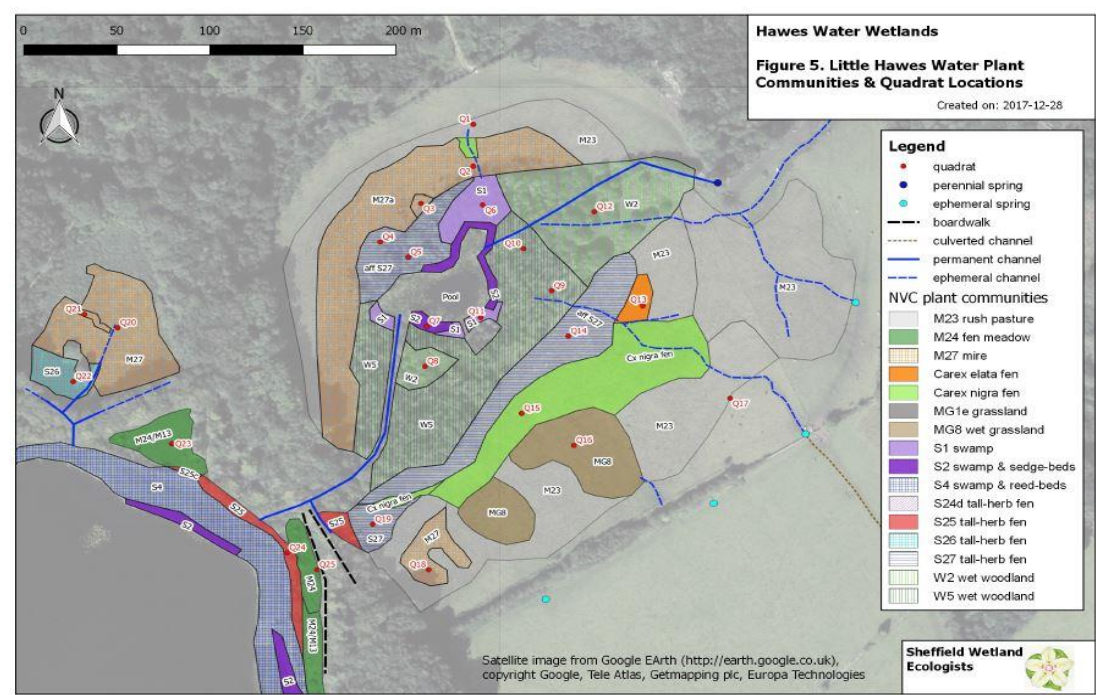 0 50 100 150 200 m
N
Hawes Water Wetlands
Figure 5. Little Hawes Water Plant
Communities & Quadrat Locations
Created on: 2017-12-28
Legend
quadrat
perennial spring
ephemeral spring
boardwalk
culverted channel
permanent channel
ephemeral channel
NVC plant communities
M23 rush pasture
M24 fen meadow
M27 mire
Carex elata fen
Carex nigra fen
MG1e grassland
MG8 wet grassland
S1 swamp
S2 swamp & sedge-beds
S4 swamp & reed-beds
S24d tall-herb fen
S25 tall-herb fen
S26 tall-herb fen
S27 tall-herb fen
W2 wet woodland
W5 wet woodland
Q1
M23
Q2
S1
M27a
Q3
Q6
Q12
W2
Q4
Q5
Q10
M23
aff S27
Q9
M23
Pool
S2
Q13
Q21
Q20
S1
S2
Q7
S1
Q11
S1
aff S27
Q14
M27
Cx nigra fen
S26
Q22
W5
Q8
W2
Q17
Q15
M24/M13
Q23
W5
M23
Q16
MG8
S25c
S4
S25
Cx nigra fen
M23
S2
MG8
S25
Q19
S27
M27
Q24
Q25
Q18
M24
M24/M13
S2
Satellite image from Google EArth (http://earth.google.co.uk),
copyright Google, Tele Atlas, Getmapping plc, Europa Technologies
Sheffield Wetland
Ecologists